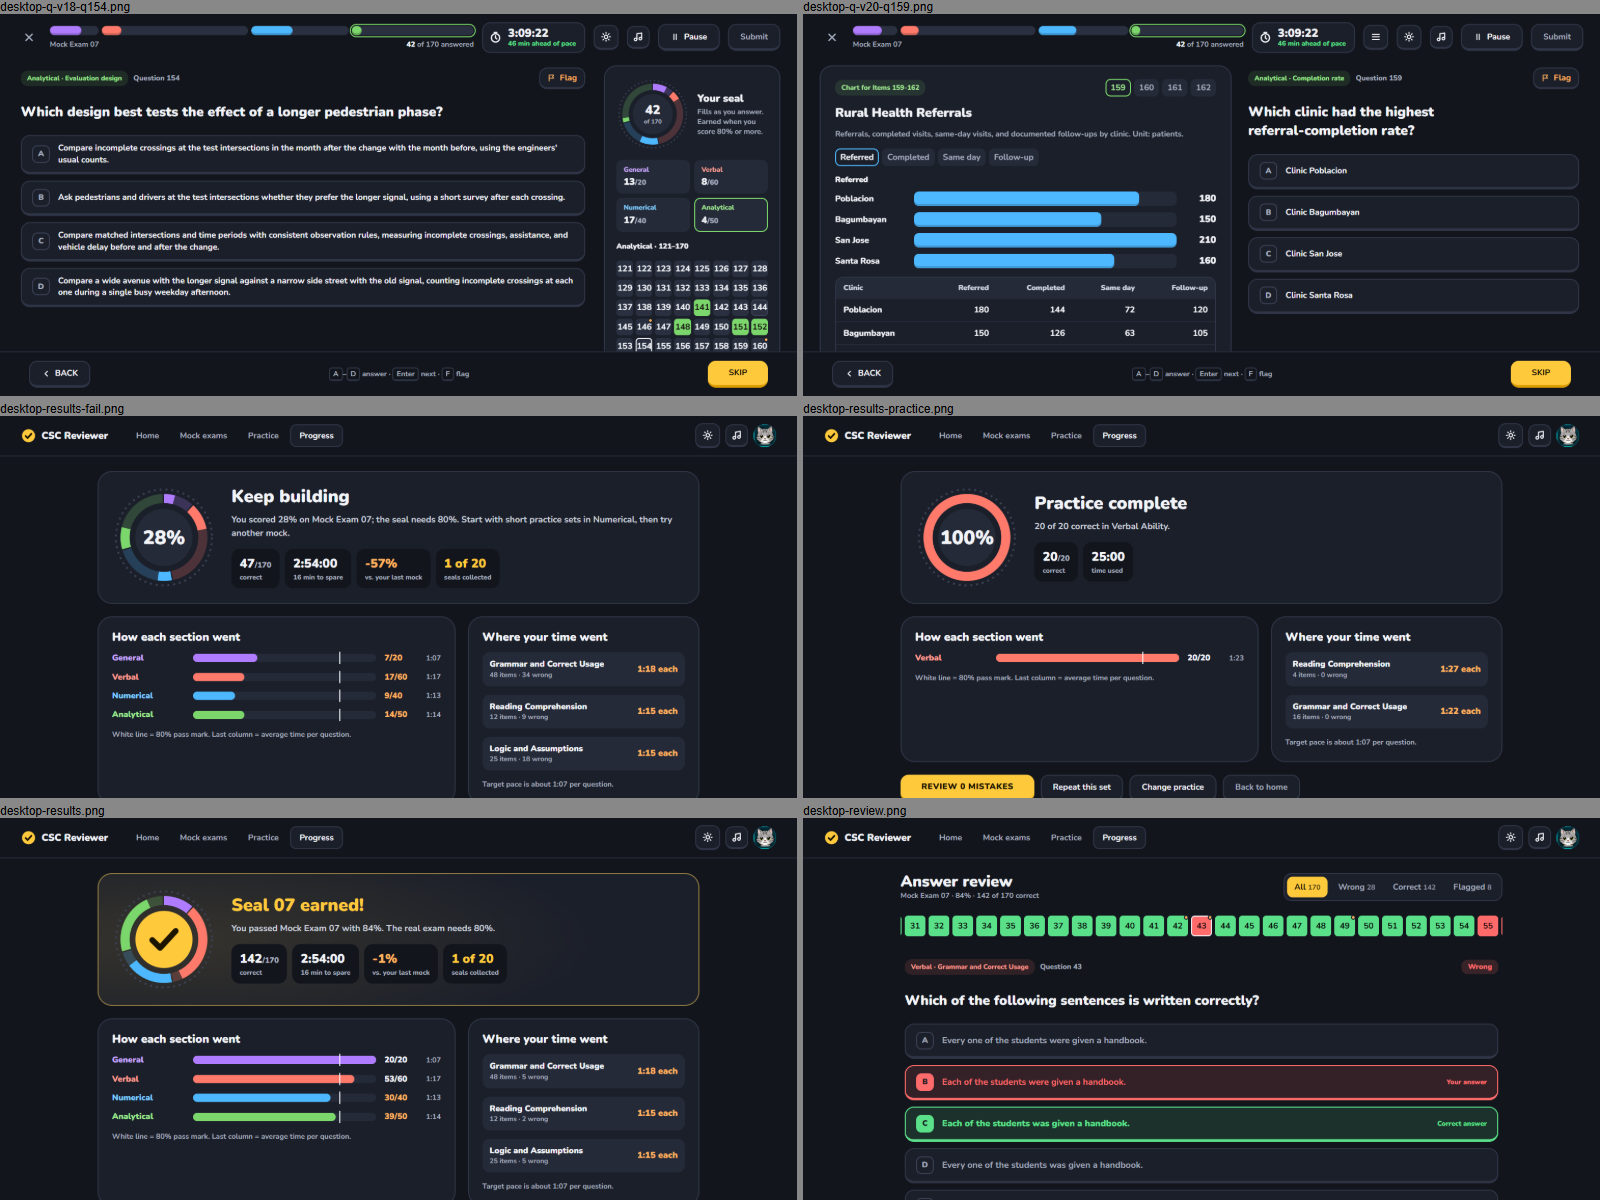 desktop-q-v18-q154.png
Mock Exam 07
42 of 170 answered
3:09:22
46 min ahead of pace
Pause
Submit
Analytical · Evaluation design
Question 154
Flag
Which design best tests the effect of a longer pedestrian phase?
A
Compare incomplete crossings at the test intersections in the month after the change with the month before, using the engineers'
usual counts.
B
Ask pedestrians and drivers at the test intersections whether they prefer the longer signal, using a short survey after each crossing.
C
Compare matched intersections and time periods with consistent observation rules, measuring incomplete crossings, assistance, and
vehicle delay before and after the change.
D
Compare a wide avenue with the longer signal against a narrow side street with the old signal, counting incomplete crossings at each
one during a single busy weekday afternoon.
42
of 170
Your seal
Fills as you answer.
Earned when you
score 80% or more.
General
13/20
Verbal
8/60
Numerical
17/40
Analytical
4/50
Analytical · 121–170
121 122 123 124 125 126 127 128
129 130 131 132 133 134 135 136
137 138 139 140 141 142 143 144
145 146 147 148 149 150 151 152
153 154 155 156 157 158 159 160
BACK
A – D answer · Enter next · F flag
SKIP
desktop-q-v20-q159.png
Mock Exam 07
42 of 170 answered
3:09:22
46 min ahead of pace
Pause
Submit
Chart for items 159-162
159 160 161 162
Rural Health Referrals
Referrals, completed visits, same-day visits, and documented follow-ups by clinic. Unit: patients.
Referred Completed Same day Follow-up
Referred
Poblacion 180
Bagumbayan 150
San Jose 210
Santa Rosa 160
Clinic Referred Completed Same day Follow-up
Poblacion 180 144 72 120
Bagumbayan 150 126 63 105
Analytical · Completion rate
Question 159
Flag
Which clinic had the highest
referral-completion rate?
A Clinic Poblacion
B Clinic Bagumbayan
C Clinic San Jose
D Clinic Santa Rosa
BACK
A – D answer · Enter next · F flag
SKIP
desktop-results-fail.png
CSC Reviewer Home Mock exams Practice Progress
28%
Keep building
You scored 28% on Mock Exam 07; the seal needs 80%. Start with short practice sets in Numerical, then try
another mock.
47/170
correct
2:54:00
16 min to spare
-57%
vs. your last mock
1 of 20
seals collected
How each section went
General 7/20 1:07
Verbal 17/60 1:17
Numerical 9/40 1:13
Analytical 14/50 1:14
White line = 80% pass mark. Last column = average time per question.
Where your time went
Grammar and Correct Usage
48 items · 34 wrong
1:18 each
Reading Comprehension
12 items · 9 wrong
1:15 each
Logic and Assumptions
25 items · 18 wrong
1:15 each
Target pace is about 1:07 per question.
desktop-results-practice.png
CSC Reviewer Home Mock exams Practice Progress
100%
Practice complete
20 of 20 correct in Verbal Ability.
20/20
correct
25:00
time used
How each section went
Verbal 20/20 1:23
White line = 80% pass mark. Last column = average time per question.
Where your time went
Reading Comprehension
4 items · 0 wrong
1:27 each
Grammar and Correct Usage
16 items · 0 wrong
1:22 each
Target pace is about 1:07 per question.
REVIEW 0 MISTAKES
Repeat this set
Change practice
Back to home
desktop-results.png
CSC Reviewer Home Mock exams Practice Progress
Seal 07 earned!
You passed Mock Exam 07 with 84%. The real exam needs 80%.
142/170
correct
2:54:00
16 min to spare
-1%
vs. your last mock
1 of 20
seals collected
How each section went
General 20/20 1:07
Verbal 53/60 1:17
Numerical 30/40 1:13
Analytical 39/50 1:14
White line = 80% pass mark. Last column = average time per question.
Where your time went
Grammar and Correct Usage
48 items · 5 wrong
1:18 each
Reading Comprehension
12 items · 2 wrong
1:15 each
Logic and Assumptions
25 items · 5 wrong
1:15 each
Target pace is about 1:07 per question.
desktop-review.png
CSC Reviewer Home Mock exams Practice Progress
Answer review
Mock Exam 07 · 84% · 142 of 170 correct
All 170 Wrong 28 Correct 142 Flagged 8
31 32 33 34 35 36 37 38 39 40 41 42 43 44 45 46 47 48 49 50 51 52 53 54 55
Verbal · Grammar and Correct Usage
Question 43
Wrong
Which of the following sentences is written correctly?
A Every one of the students were given a handbook.
B Each of the students were given a handbook. Your answer
C Each of the students was given a handbook. Correct answer
D Every one of the students was given a handbook.